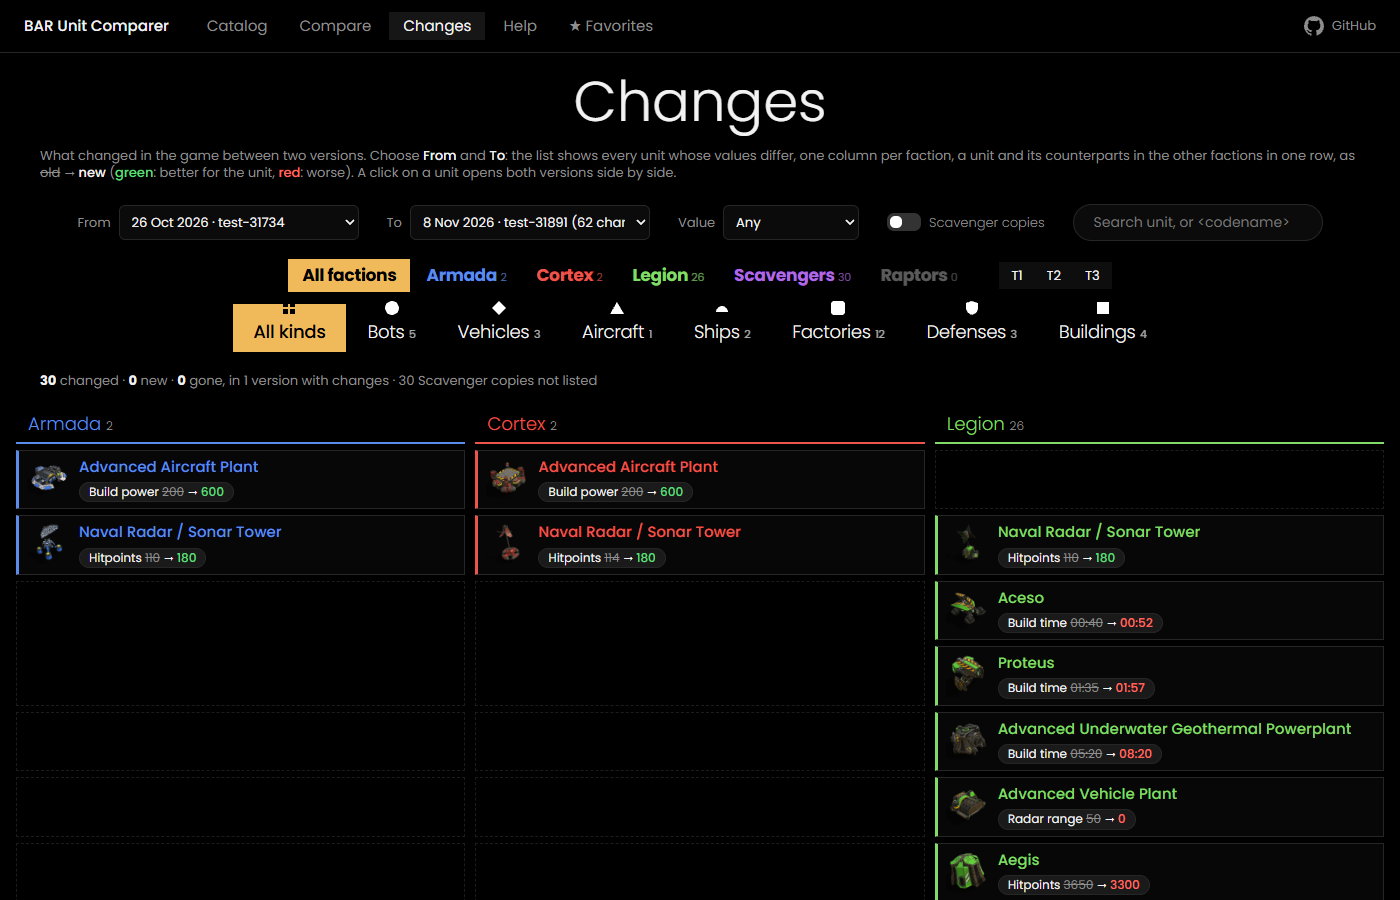 BAR Unit Comparer Catalog Compare Changes Help ★ Favorites GitHub
Changes
What changed in the game between two versions. Choose From and To: the list shows every unit whose values differ, one column per faction, a unit and its counterparts in the other factions in one row, as
old → new (green: better for the unit, red: worse). A click on a unit opens both versions side by side.
From 26 Oct 2026 · test-31734 To 8 Nov 2026 · test-31891 (62 char Value Any Scavenger copies Search unit, or <codename>
All factions Armada 2 Cortex 2 Legion 26 Scavengers 30 Raptors 0 T1 T2 T3
All kinds Bots 5 Vehicles 3 Aircraft 1 Ships 2 Factories 12 Defenses 3 Buildings 4
30 changed · 0 new · 0 gone, in 1 version with changes · 30 Scavenger copies not listed
Armada 2 Cortex 2 Legion 26
Advanced Aircraft Plant Advanced Aircraft Plant
Build power 200 → 600 Build power 200 → 600
Naval Radar / Sonar Tower Naval Radar / Sonar Tower Naval Radar / Sonar Tower
Hitpoints 110 → 180 Hitpoints 114 → 180 Hitpoints 110 → 180
Aceso
Build time 00:40 → 00:52
Proteus
Build time 01:35 → 01:57
Advanced Underwater Geothermal Powerplant
Build time 05:20 → 08:20
Advanced Vehicle Plant
Radar range 50 → 0
Aegis
Hitpoints 3650 → 3300